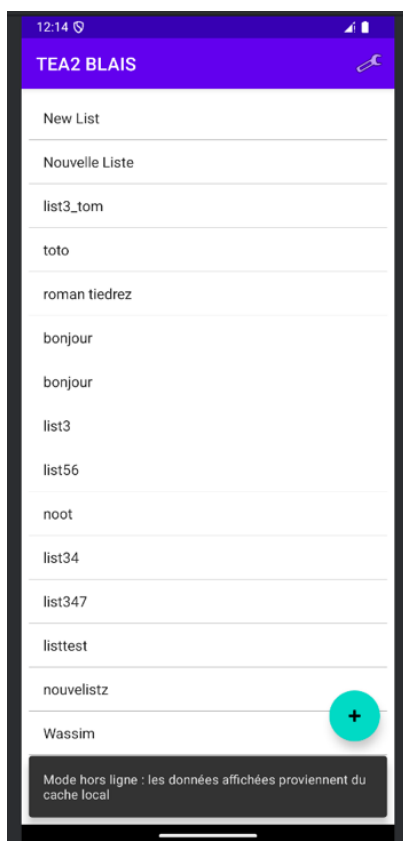 12:14
TEA2 BLAIS
New List
Nouvelle Liste
list3_tom
toto
roman tiedrez
bonjour
bonjour
list3
list56
noot
list34
list347
listtest
nouvelistz
+
Wassim
Mode hors ligne : les données affichées proviennent du
cache local